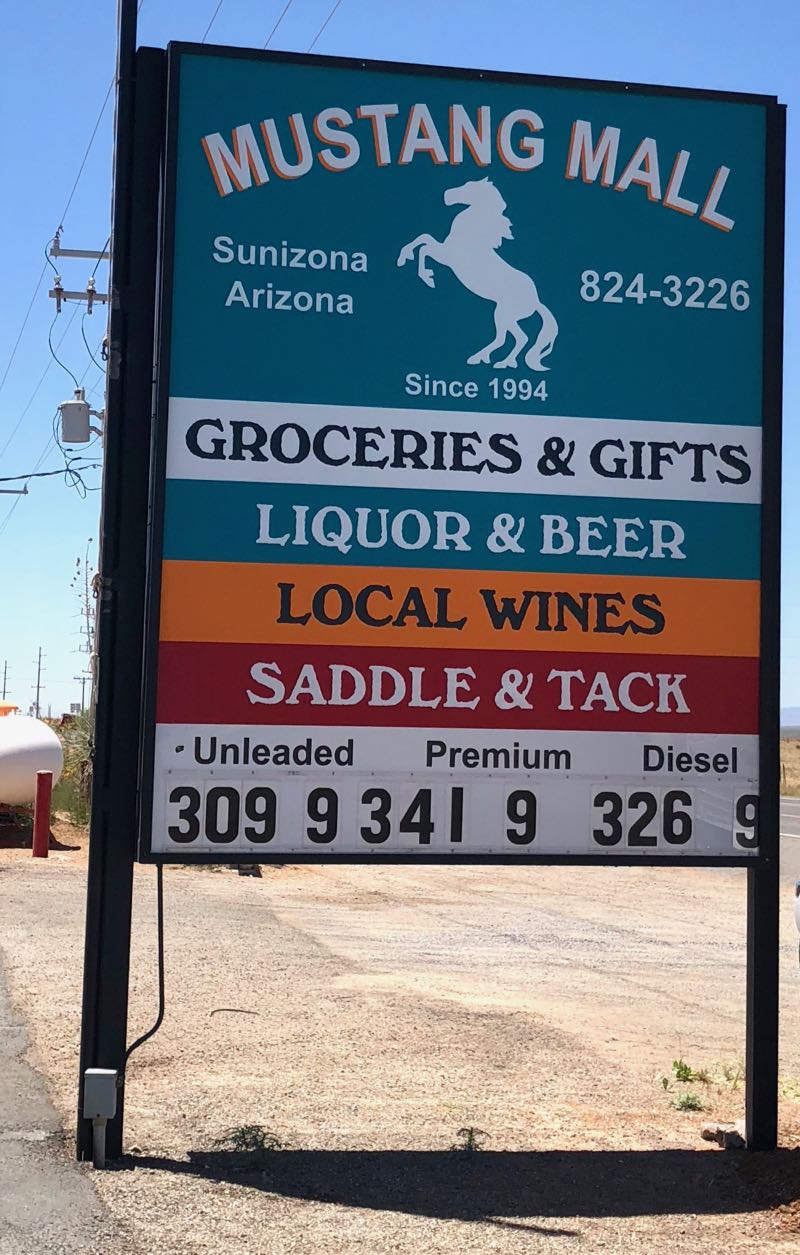 MUSTANG MALL
Sunizona
Arizona
824-3226
Since 1994
GROCERIES & GIFTS
LIQUOR & BEER
LOCAL WINES
SADDLE & TACK
Unleaded Premium Diesel
309 9 341 9 326 9